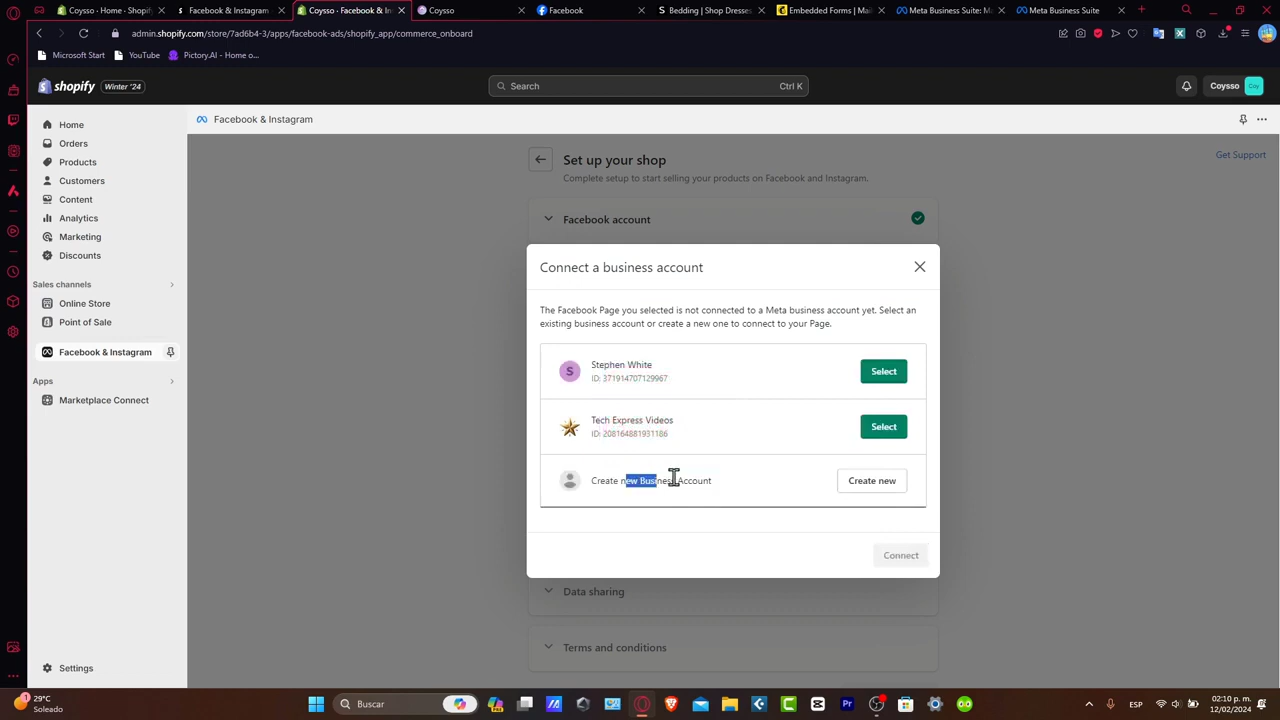 Coysso - Home · Shopify
Facebook & Instagram
Coysso - Facebook & In
Coysso
Facebook
Bedding | Shop Dresses
Embedded Forms | Mai
Meta Business Suite: Ma
Meta Business Suite
admin.shopify.com/store/7ad6b4-3/apps/facebook-ads/shopify_app/commerce_onboard
Microsoft Start
YouTube
Pictory.AI - Home o...
shopify
Winter '24
Search
Ctrl K
Coysso
Coy
Home
Orders
Products
Customers
Content
Analytics
Marketing
Discounts
Sales channels
Online Store
Point of Sale
Facebook & Instagram
Apps
Marketplace Connect
Settings
Facebook & Instagram
Set up your shop
Get Support
Complete setup to start selling your products on Facebook and Instagram.
Facebook account
Connect a business account
The Facebook Page you selected is not connected to a Meta business account yet. Select an
existing business account or create a new one to connect to your Page.
S
Stephen White
ID: 371914707129967
Select
Tech Express Videos
ID: 208164881931186
Select
Create new Business Account
Create new
Connect
Data sharing
Terms and conditions
29°C
Soleado
Buscar
ESP
02:10 p. m.
12/02/2024